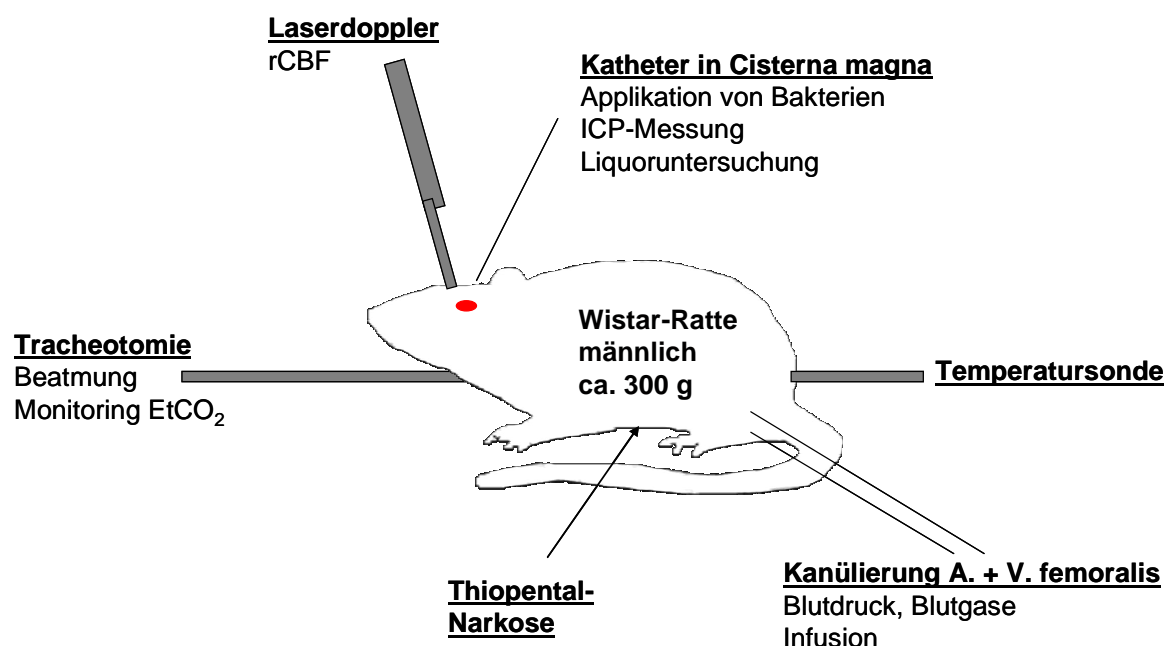 Laserdoppler
rCBF
Katheter in Cisterna magna
Applikation von Bakterien
ICP-Messung
Liquoruntersuchung
Wistar-Ratte
männlich
ca. 300 g
Tracheotomie
Beatmung
Monitoring EtCO₂
Temperatursonde
Thiopental-
Narkose
Kanülierung A. + V. femoralis
Blutdruck, Blutgase
Infusion